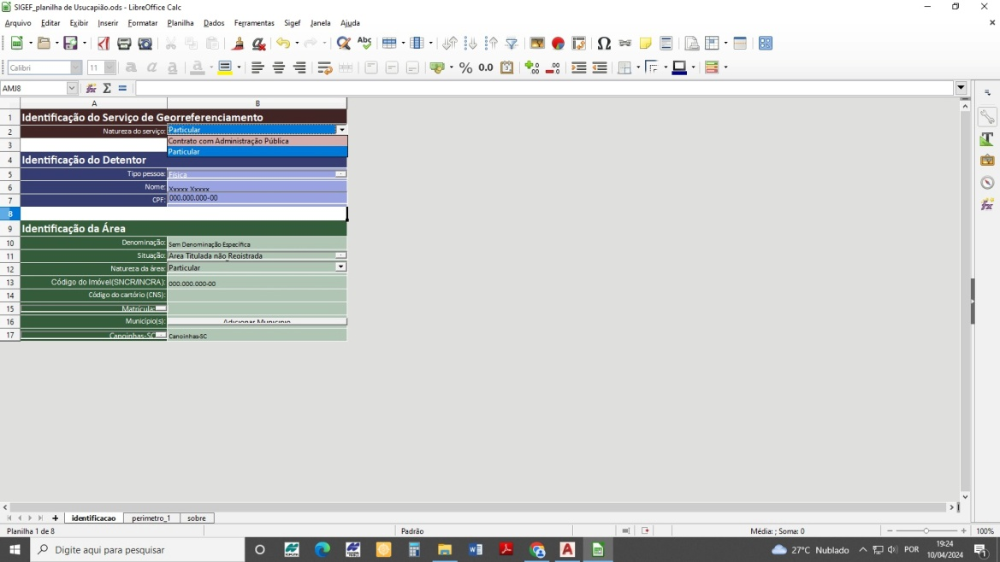 SIGEF_planilha de Usucapião.ods - LibreOffice Calc
Arquivo Editar Exibir Inserir Formatar Planilha Dados Ferramentas Sigef Janela Ajuda
Abc
Calibri 11 % 0.0
AMJ8
A B
1 Identificação do Serviço de Georreferenciamento
2 Natureza do serviço: Particular
Contrato com Administração Pública
3 Particular
4 Identificação do Detentor
5 Tipo pessoa: Física
6 Nome: Xxxxx Xxxxx
7 CPF: 000.000.000-00
8
9 Identificação da Área
10 Denominação: Sem Denominação Especifica
11 Situação: Área Titulada não Registrada
12 Natureza da área: Particular
13 Código do Imóvel(SNCR/INCRA): 000.000.000-00
14 Código do cartório (CNS):
15 Matrícula:
16 Município(s): Adicionar Município
17 Canoinhas-SC Canoinhas-SC
identificacao perimetro_1 sobre
Planilha 1 de 8 Padrão Média: ; Soma: 0 100%
Digite aqui para pesquisar 27°C Nublado POR 19:24
10/04/2024
1